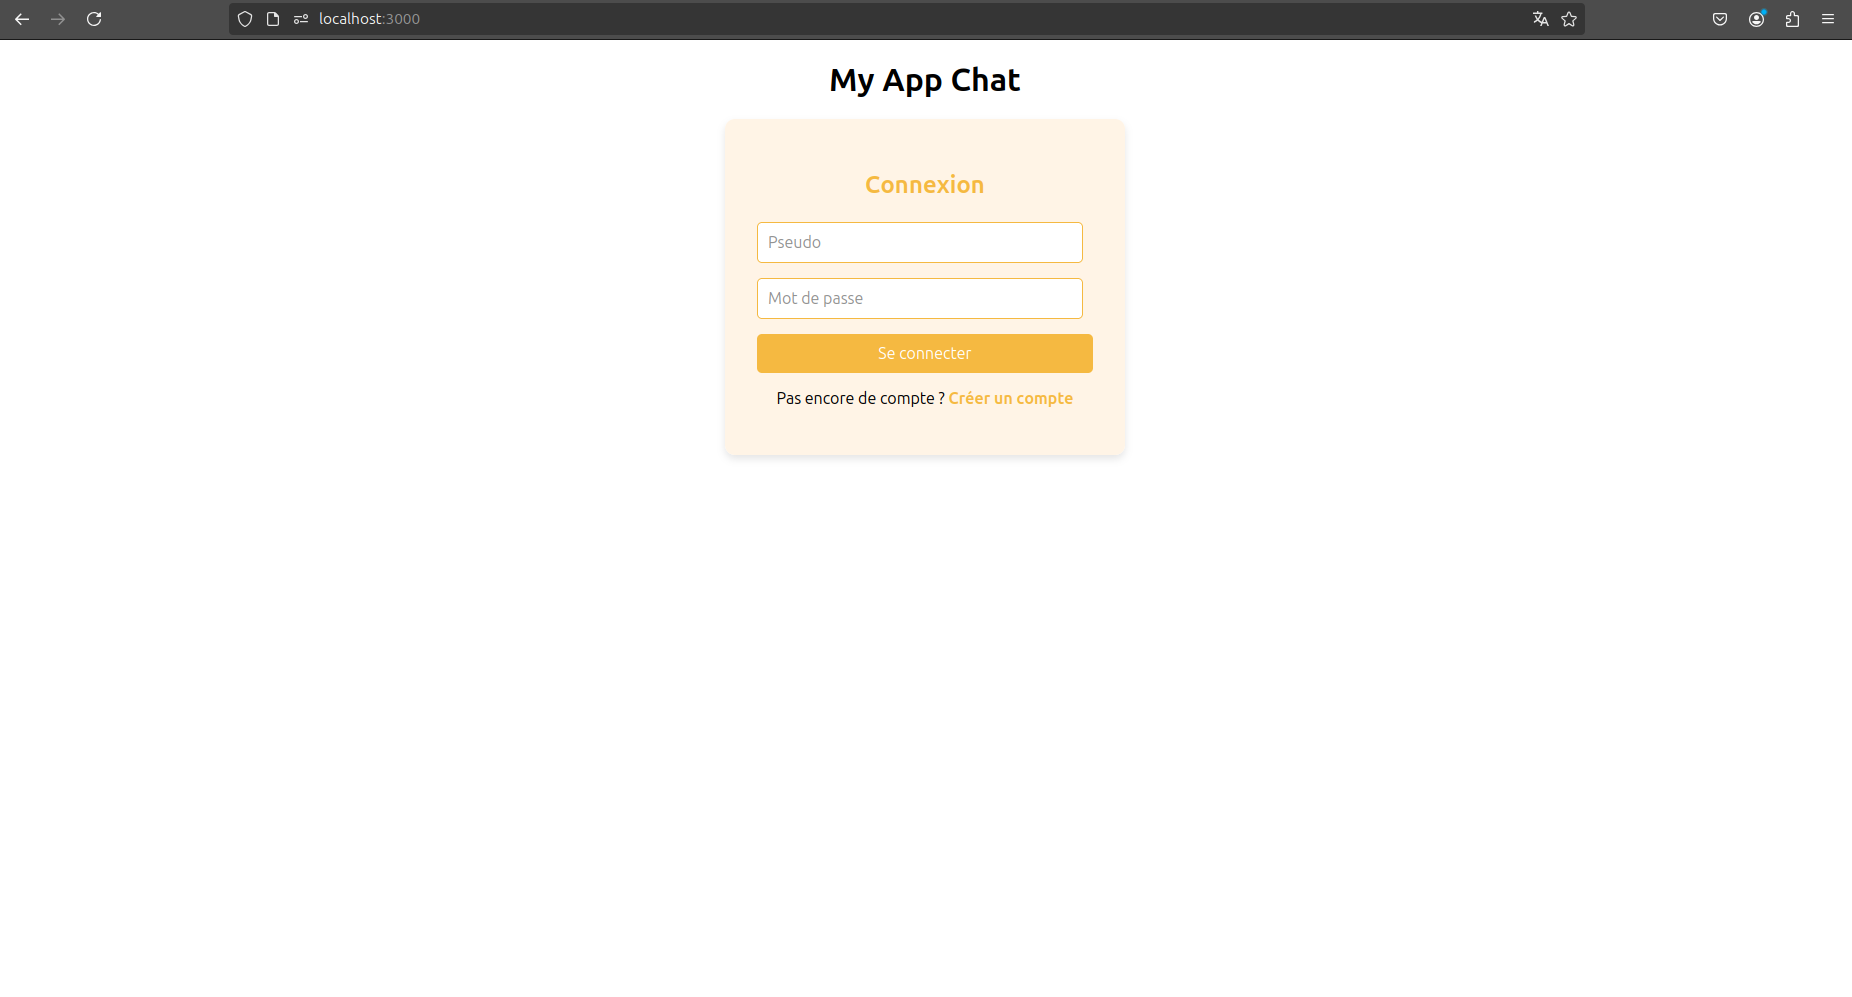 localhost:3000
My App Chat
Connexion
Pseudo
Mot de passe
Se connecter
Pas encore de compte ? Créer un compte